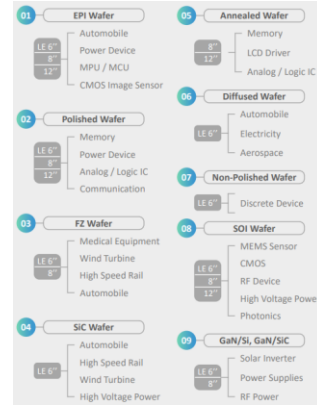 01 EPI Wafer
LE 6"
8"
12"
Automobile
Power Device
MPU / MCU
CMOS Image Sensor
02 Polished Wafer
LE 6"
8"
12"
Memory
Power Device
Analog / Logic IC
Communication
03 FZ Wafer
LE 6"
8"
Medical Equipment
Wind Turbine
High Speed Rail
Automobile
04 SiC Wafer
LE 6"
Automobile
High Speed Rail
Wind Turbine
High Voltage Power
05 Annealed Wafer
8"
12"
Memory
LCD Driver
Analog / Logic IC
06 Diffused Wafer
LE 6"
Automobile
Electricity
Aerospace
07 Non-Polished Wafer
LE 6"
Discrete Device
08 SOI Wafer
LE 6"
8"
12"
MEMS Sensor
CMOS
RF Device
High Voltage Powe
Photonics
09 GaN/Si, GaN/SiC
LE 6"
8"
Solar Inverter
Power Supplies
RF Power